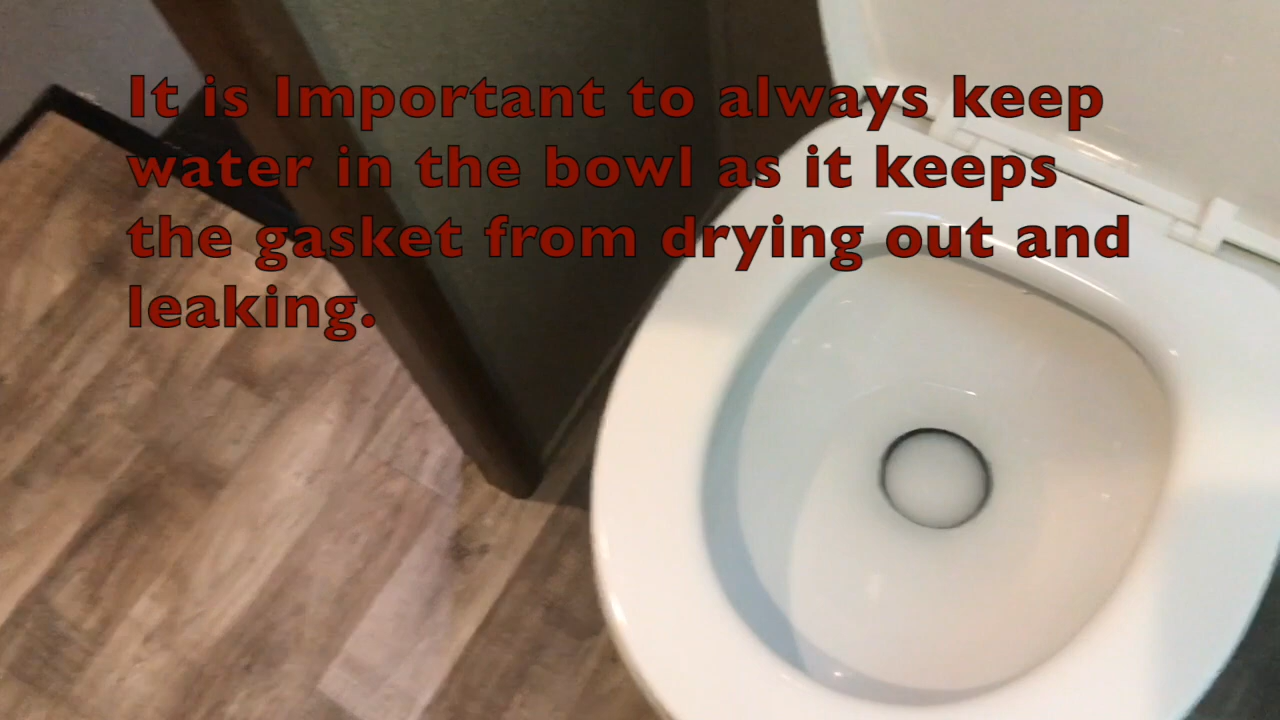 It is Important to always keep
water in the bowl as it keeps
the gasket from drying out and
leaking.